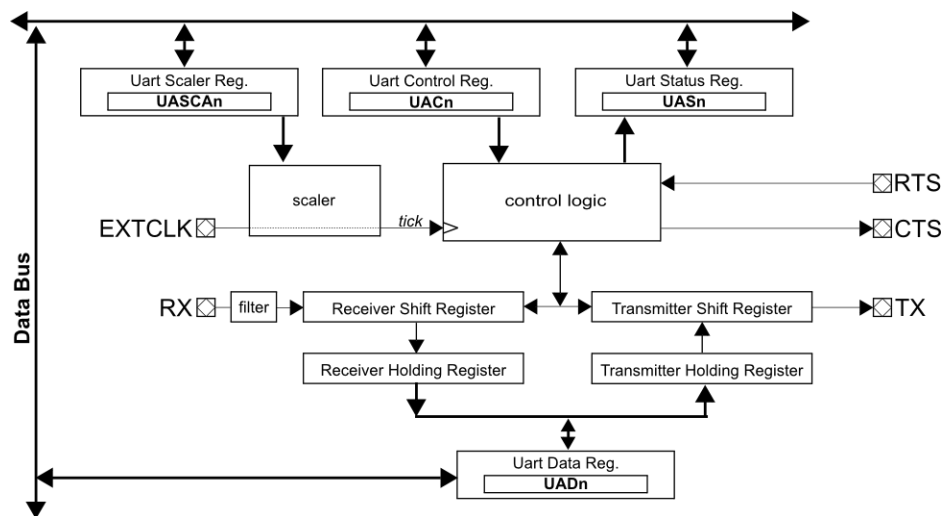 Uart Scaler Reg.
UASCAn
Uart Control Reg.
UACn
Uart Status Reg.
UASn
scaler
control logic
RTS
EXTCLK
tick
CTS
Data Bus
RX
filter
Receiver Shift Register
Transmitter Shift Register
TX
Receiver Holding Register
Transmitter Holding Register
Uart Data Reg.
UADn